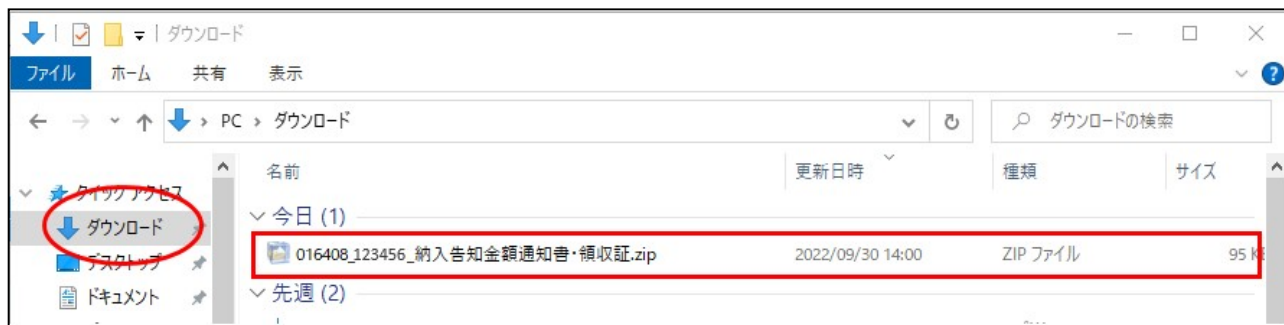 ダウンロード
ファイル ホーム 共有 表示
PC › ダウンロード ダウンロードの検索
名前 更新日時 種類 サイズ
クイック アクセス
ダウンロード
今日 (1)
016408_123456_納入告知金額通知書・領収証.zip 2022/09/30 14:00 ZIP ファイル 95
デスクトップ
ドキュメント
先週 (2)